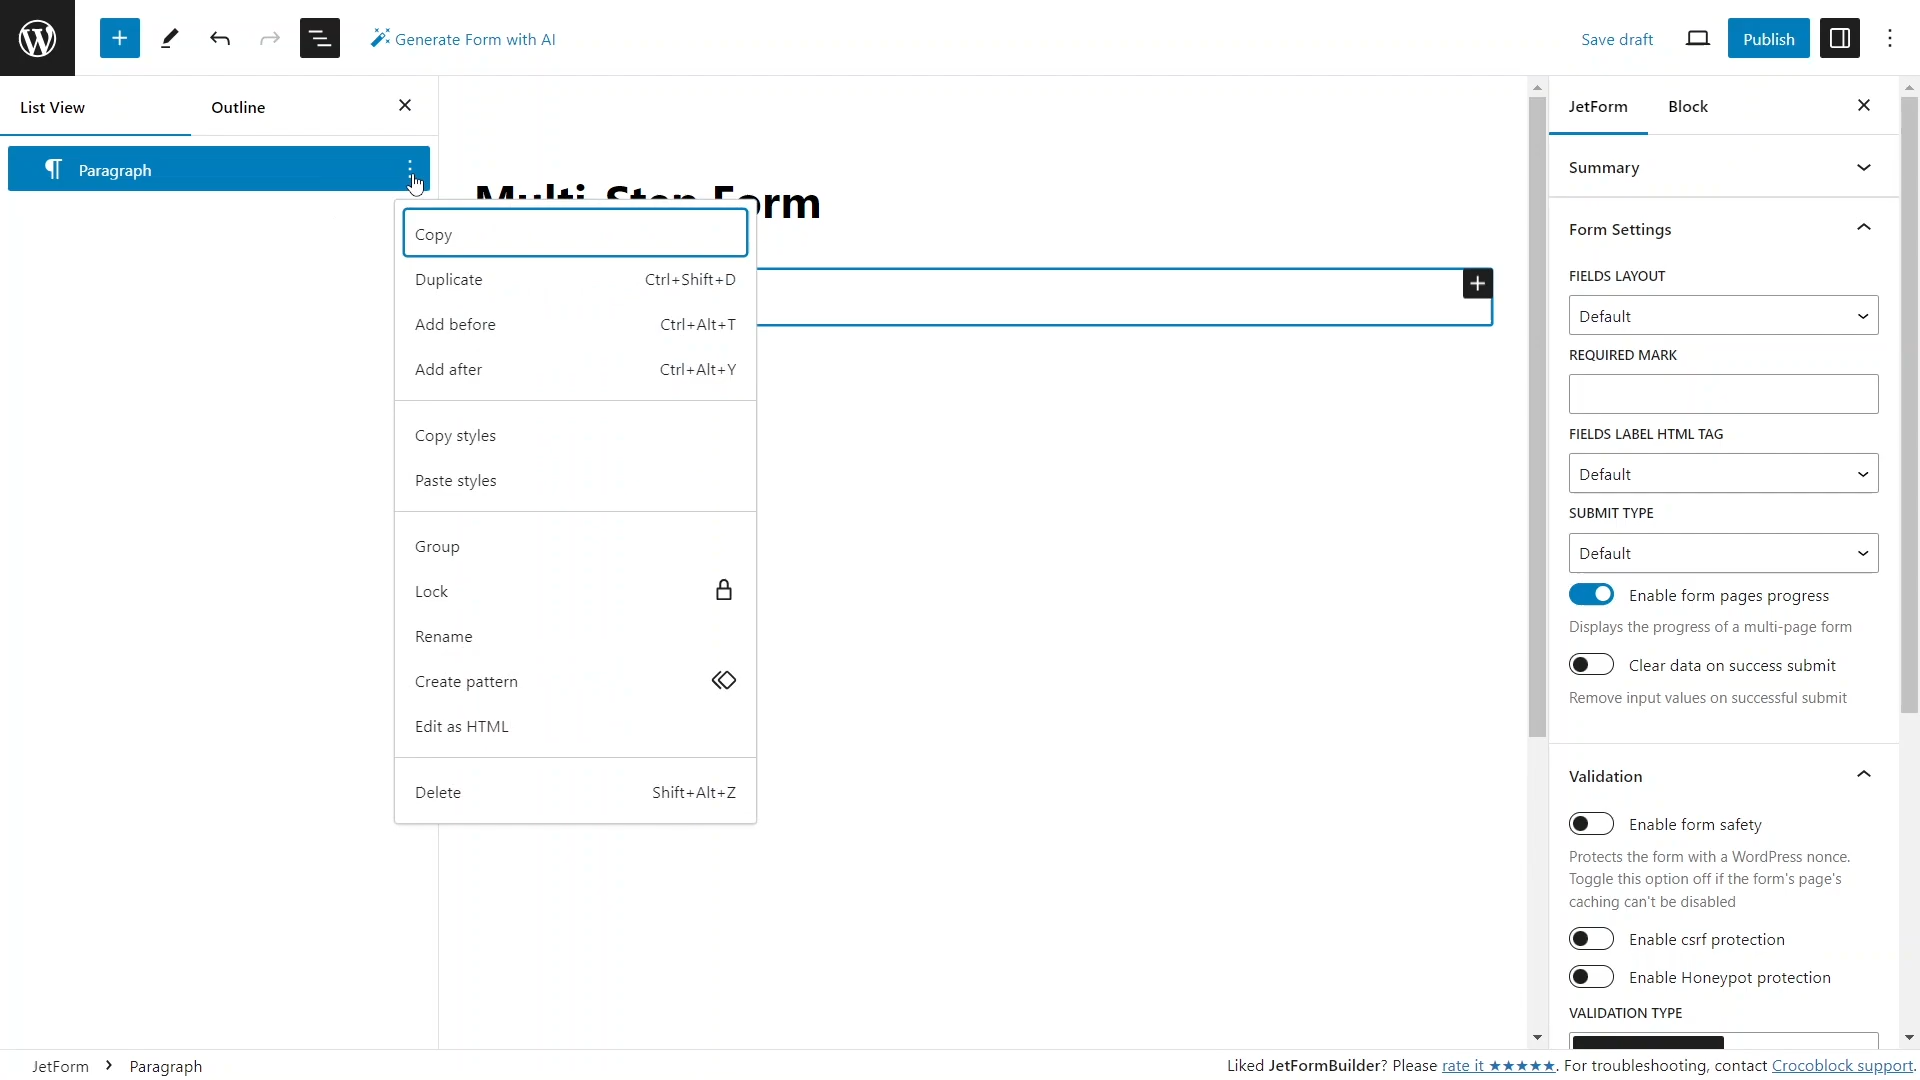 Generate Form with AI
Save draft
Publish
List View
Outline
Paragraph
Multi-Step Form
Copy
Duplicate Ctrl+Shift+D
Add before Ctrl+Alt+T
Add after Ctrl+Alt+Y
Copy styles
Paste styles
Group
Lock
Rename
Create pattern
Edit as HTML
Delete Shift+Alt+Z
JetForm
Block
Summary
Form Settings
FIELDS LAYOUT
Default
REQUIRED MARK
FIELDS LABEL HTML TAG
Default
SUBMIT TYPE
Default
Enable form pages progress
Displays the progress of a multi-page form
Clear data on success submit
Remove input values on successful submit
Validation
Enable form safety
Protects the form with a WordPress nonce.
Toggle this option off if the form's page's
caching can't be disabled
Enable csrf protection
Enable Honeypot protection
VALIDATION TYPE
JetForm > Paragraph
Liked JetFormBuilder? Please rate it ★★★★★. For troubleshooting, contact Crocoblock support.